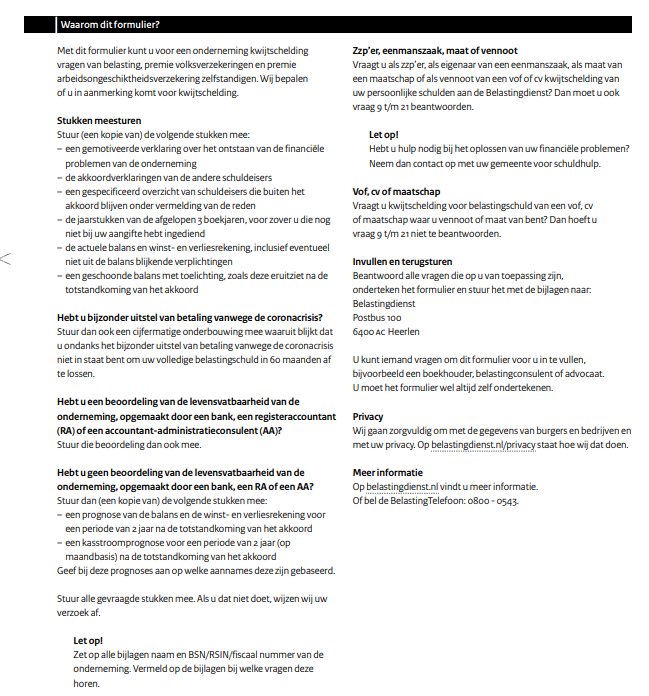 Waarom dit formulier?
Met dit formulier kunt u voor een onderneming kwijtschelding
vragen van belasting, premie volksverzekeringen en premie
arbeidsongeschiktheidsverzekering zelfstandigen. Wij bepalen
of u in aanmerking komt voor kwijtschelding.
Stukken meesturen
Stuur (een kopie van) de volgende stukken mee:
– een gemotiveerde verklaring over het ontstaan van de financiële
problemen van de onderneming
– de akkoordverklaringen van de andere schuldeisers
– een gespecificeerd overzicht van schuldeisers die buiten het
akkoord blijven onder vermelding van de reden
– de jaarstukken van de afgelopen 3 boekjaren, voor zover u die nog
niet bij uw aangifte hebt ingediend
– de actuele balans en winst- en verliesrekening, inclusief eventueel
niet uit de balans blijkende verplichtingen
– een geschoonde balans met toelichting, zoals deze eruitziet na de
totstandkoming van het akkoord
Hebt u bijzonder uitstel van betaling vanwege de coronacrisis?
Stuur dan ook een cijfermatige onderbouwing mee waaruit blijkt dat
u ondanks het bijzonder uitstel van betaling vanwege de coronacrisis
niet in staat bent om uw volledige belastingschuld in 60 maanden af
te lossen.
Hebt u een beoordeling van de levensvatbaarheid van de
onderneming, opgemaakt door een bank, een registeraccountant
(RA) of een accountant-administratieconsulent (AA)?
Stuur die beoordeling dan ook mee.
Hebt u geen beoordeling van de levensvatbaarheid van de
onderneming, opgemaakt door een bank, een RA of een AA?
Stuur dan (een kopie van) de volgende stukken mee:
– een prognose van de balans en de winst- en verliesrekening voor
een periode van 2 jaar na de totstandkoming van het akkoord
– een kasstroomprognose voor een periode van 2 jaar (op
maandbasis) na de totstandkoming van het akkoord
Geef bij deze prognoses aan op welke aannames deze zijn gebaseerd.
Stuur alle gevraagde stukken mee. Als u dat niet doet, wijzen wij uw
verzoek af.
Let op!
Zet op alle bijlagen naam en BSN/RSIN/fiscaal nummer van de
onderneming. Vermeld op de bijlagen bij welke vragen deze
horen.
Zzp'er, eenmanszaak, maat of vennoot
Vraagt u als zzp'er, als eigenaar van een eenmanszaak, als maat van
een maatschap of als vennoot van een vof of cv kwijtschelding van
uw persoonlijke schulden aan de Belastingdienst? Dan moet u ook
vraag 9 t/m 21 beantwoorden.
Let op!
Hebt u hulp nodig bij het oplossen van uw financiële problemen?
Neem dan contact op met uw gemeente voor schuldhulp.
Vof, cv of maatschap
Vraagt u kwijtschelding voor belastingschuld van een vof, cv
of maatschap waar u vennoot of maat van bent? Dan hoeft u
vraag 9 t/m 21 niet te beantwoorden.
Invullen en terugsturen
Beantwoord alle vragen die op u van toepassing zijn,
onderteken het formulier en stuur het met de bijlagen naar:
Belastingdienst
Postbus 100
6400 AC Heerlen
U kunt iemand vragen om dit formulier voor u in te vullen,
bijvoorbeeld een boekhouder, belastingconsulent of advocaat.
U moet het formulier wel altijd zelf ondertekenen.
Privacy
Wij gaan zorgvuldig om met de gegevens van burgers en bedrijven en
met uw privacy. Op belastingdienst.nl/privacy staat hoe wij dat doen.
Meer informatie
Op belastingdienst.nl vindt u meer informatie.
Of bel de BelastingTelefoon: 0800 - 0543.